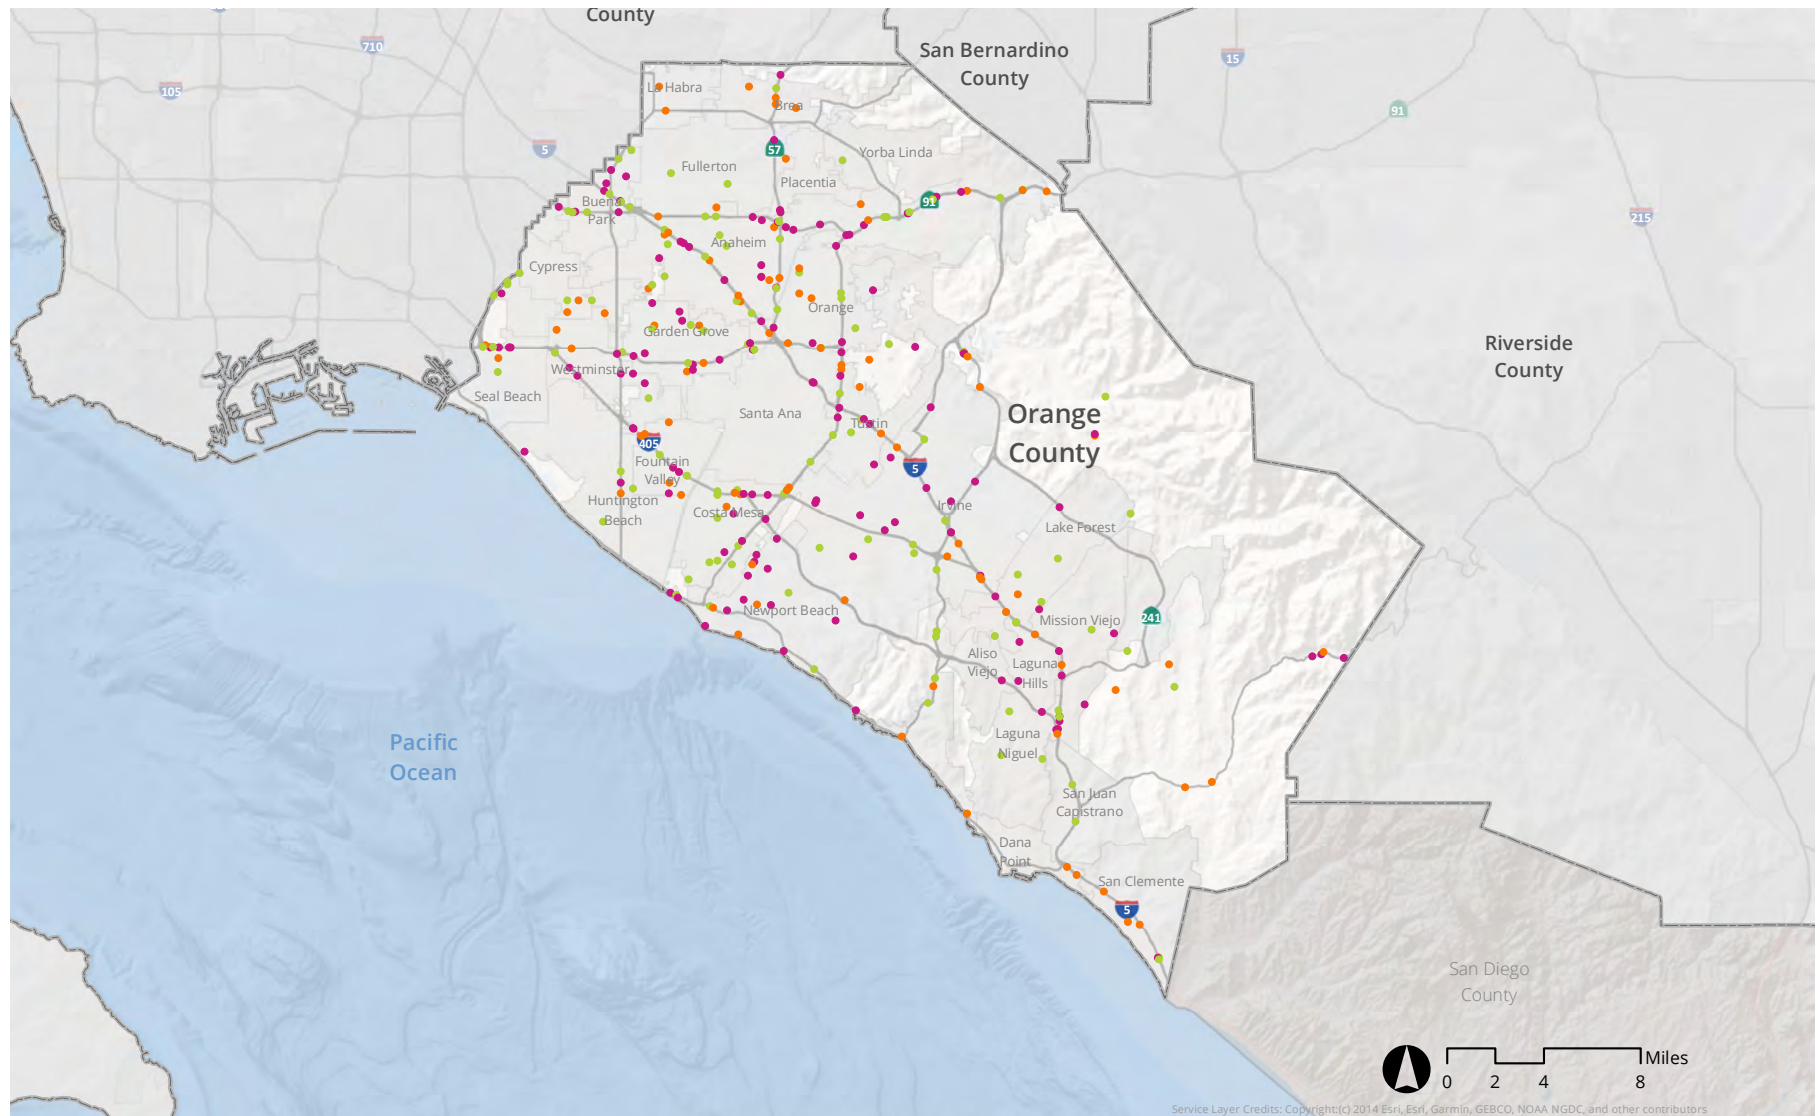 County
San Bernardino
County
710
15
105
La Habra
Brea
91
5
57
Yorba Linda
Fullerton
Placentia
91
Buena
Park
215
Anaheim
Cypress
Orange
Garden Grove
Riverside
County
Westminster
Seal Beach
Santa Ana
Tustin
Orange
County
405
Fountain
Valley
5
Huntington
Beach
Costa Mesa
Irvine
Lake Forest
Newport Beach
Mission Viejo
241
Aliso
Viejo
Laguna
Hills
Laguna
Niguel
Pacific
Ocean
San Juan
Capistrano
Dana
Point
San Clemente
5
San Diego
County
Miles
0 2 4 8
Service Layer Credits: Copyright:(c) 2014 Esri, Esri, Garmin, GEBCO, NOAA NGDC, and other contributors